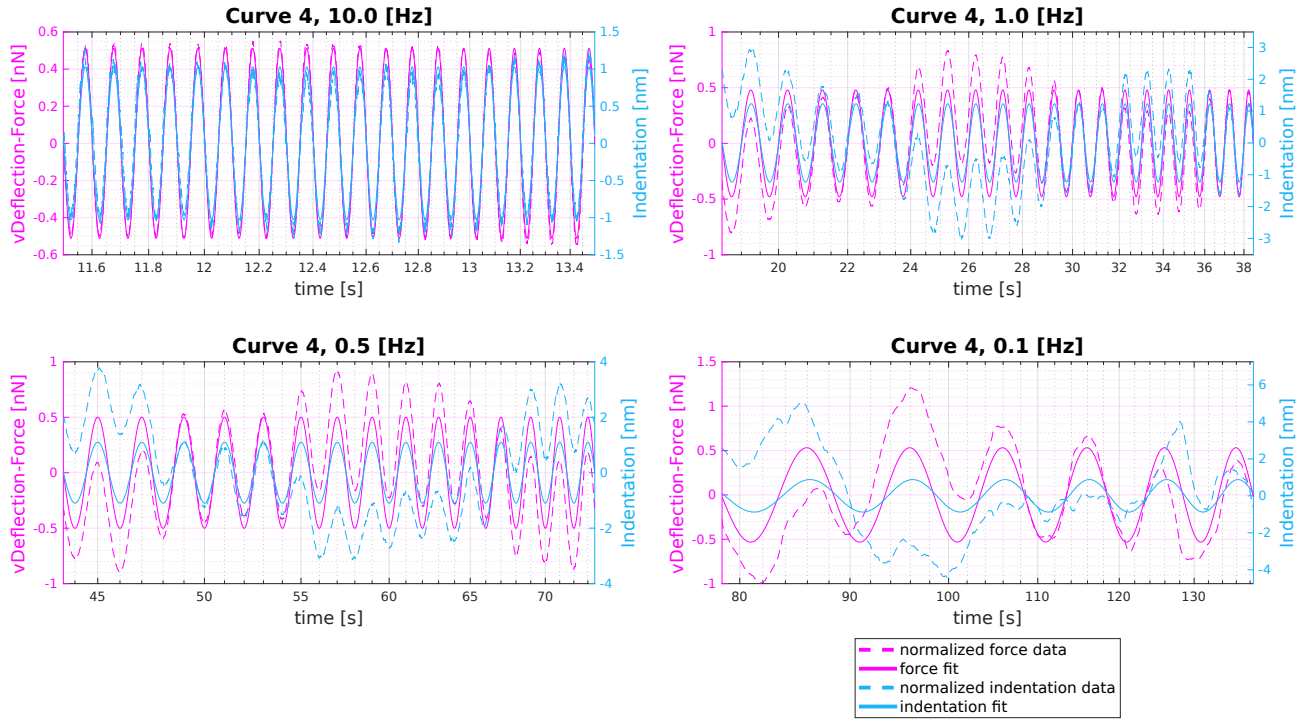 Curve 4, 10.0 [Hz]
vDeflection-Force [nN]
0.6
0.4
0.2
0
-0.2
-0.4
-0.6
1.5
1
0.5
0
-0.5
-1
-1.5
Indentation [nm]
11.6 11.8 12 12.2 12.4 12.6 12.8 13 13.2 13.4
time [s]
Curve 4, 1.0 [Hz]
vDeflection-Force [nN]
1
0.5
0
-0.5
-1
3
2
1
0
-1
-2
-3
Indentation [nm]
20 22 24 26 28 30 32 34 36 38
time [s]
Curve 4, 0.5 [Hz]
vDeflection-Force [nN]
1
0.5
0
-0.5
-1
4
2
0
-2
-4
Indentation [nm]
45 50 55 60 65 70
time [s]
Curve 4, 0.1 [Hz]
vDeflection-Force [nN]
1.5
1
0.5
0
-0.5
-1
6
4
2
0
-2
-4
Indentation [nm]
80 90 100 110 120 130
time [s]
normalized force data
force fit
normalized indentation data
indentation fit